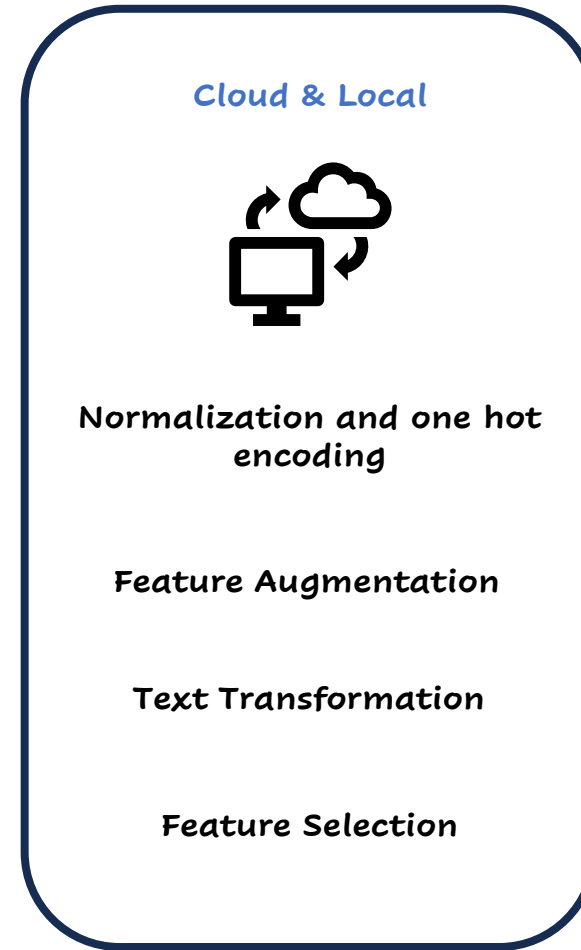 Cloud & Local
Normalization and one hot
encoding
Feature Augmentation
Text Transformation
Feature Selection